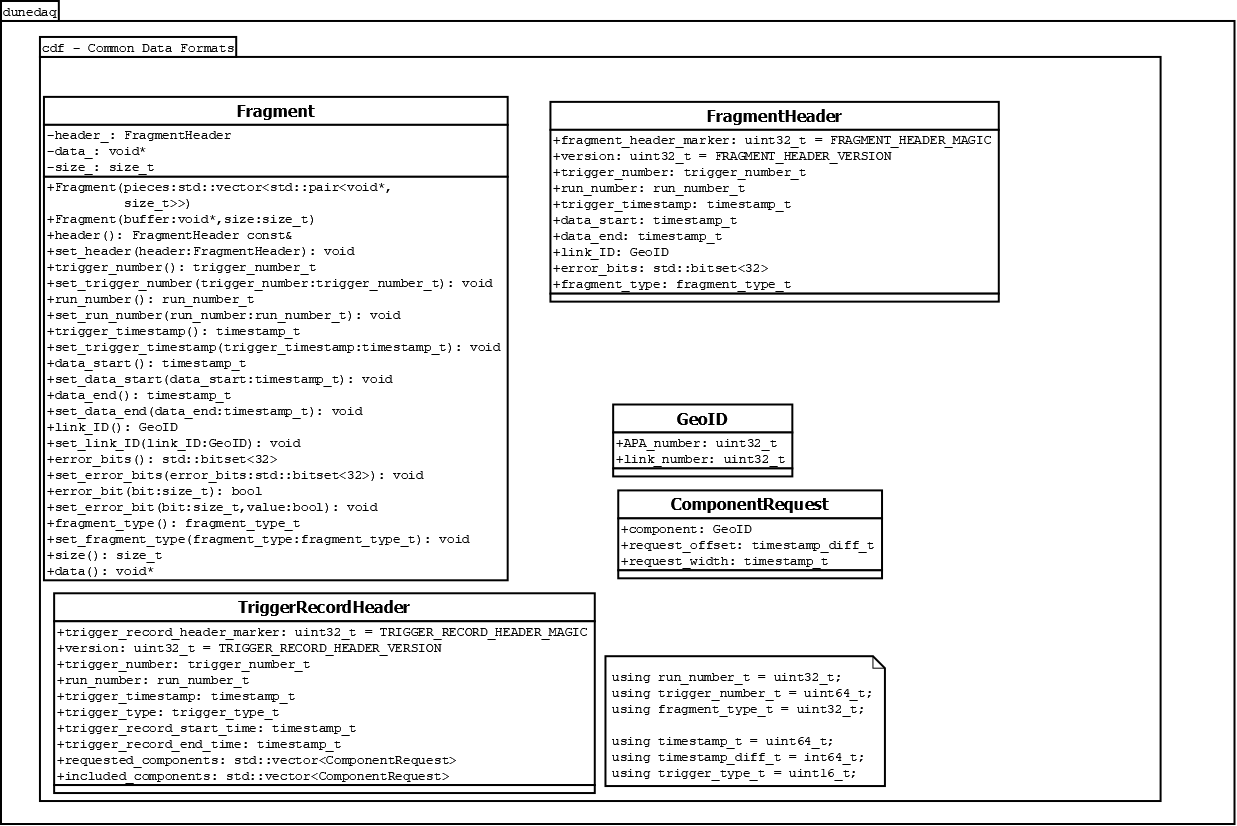 dunedaq
cdf - Common Data Formats
Fragment
-header_: FragmentHeader
-data_: void*
-size_: size_t
+Fragment(pieces:std::vector<std::pair<void*,
size_t>>)
+Fragment(buffer:void*,size:size_t)
+header(): FragmentHeader const&
+set_header(header:FragmentHeader): void
+trigger_number(): trigger_number_t
+set_trigger_number(trigger_number:trigger_number_t): void
+run_number(): run_number_t
+set_run_number(run_number:run_number_t): void
+trigger_timestamp(): timestamp_t
+set_trigger_timestamp(trigger_timestamp:timestamp_t): void
+data_start(): timestamp_t
+set_data_start(data_start:timestamp_t): void
+data_end(): timestamp_t
+set_data_end(data_end:timestamp_t): void
+link_ID(): GeoID
+set_link_ID(link_ID:GeoID): void
+error_bits(): std::bitset<32>
+set_error_bits(error_bits:std::bitset<32>): void
+error_bit(bit:size_t): bool
+set_error_bit(bit:size_t,value:bool): void
+fragment_type(): fragment_type_t
+set_fragment_type(fragment_type:fragment_type_t): void
+size(): size_t
+data(): void*
FragmentHeader
+fragment_header_marker: uint32_t = FRAGMENT_HEADER_MAGIC
+version: uint32_t = FRAGMENT_HEADER_VERSION
+trigger_number: trigger_number_t
+run_number: run_number_t
+trigger_timestamp: timestamp_t
+data_start: timestamp_t
+data_end: timestamp_t
+link_ID: GeoID
+error_bits: std::bitset<32>
+fragment_type: fragment_type_t
GeoID
+APA_number: uint32_t
+link_number: uint32_t
ComponentRequest
+component: GeoID
+request_offset: timestamp_diff_t
+request_width: timestamp_t
TriggerRecordHeader
+trigger_record_header_marker: uint32_t = TRIGGER_RECORD_HEADER_MAGIC
+version: uint32_t = TRIGGER_RECORD_HEADER_VERSION
+trigger_number: trigger_number_t
+run_number: run_number_t
+trigger_timestamp: timestamp_t
+trigger_type: trigger_type_t
+trigger_record_start_time: timestamp_t
+trigger_record_end_time: timestamp_t
+requested_components: std::vector<ComponentRequest>
+included_components: std::vector<ComponentRequest>
using run_number_t = uint32_t;
using trigger_number_t = uint64_t;
using fragment_type_t = uint32_t;
using timestamp_t = uint64_t;
using timestamp_diff_t = int64_t;
using trigger_type_t = uint16_t;